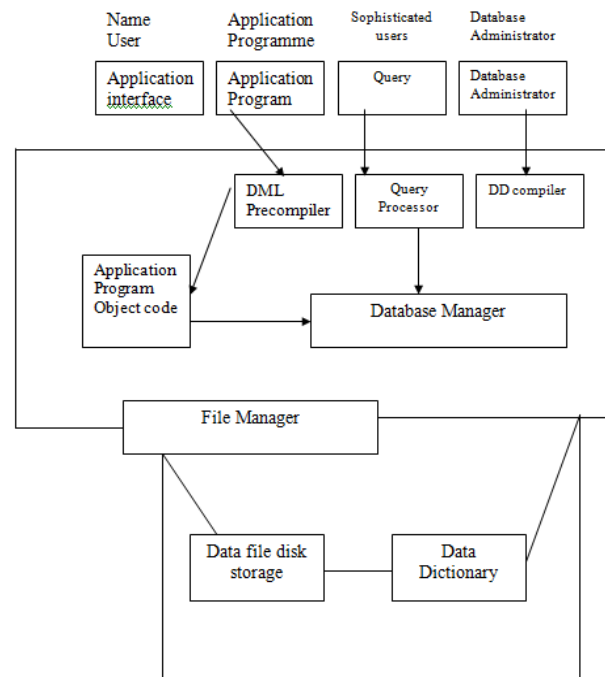 Name
User
Application
Programme
Sophisticated
users
Database
Administrator
Application
interface
Application
Program
Query
Database
Administrator
DML
Precompiler
Query
Processor
DD compiler
Application
Program
Object code
Database Manager
File Manager
Data file disk
storage
Data
Dictionary